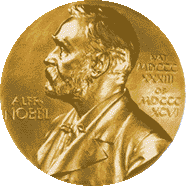 ALFR·
NOBEL
NAT·
MDCCC
XXXIII
OB·
MDCCC
XCVI